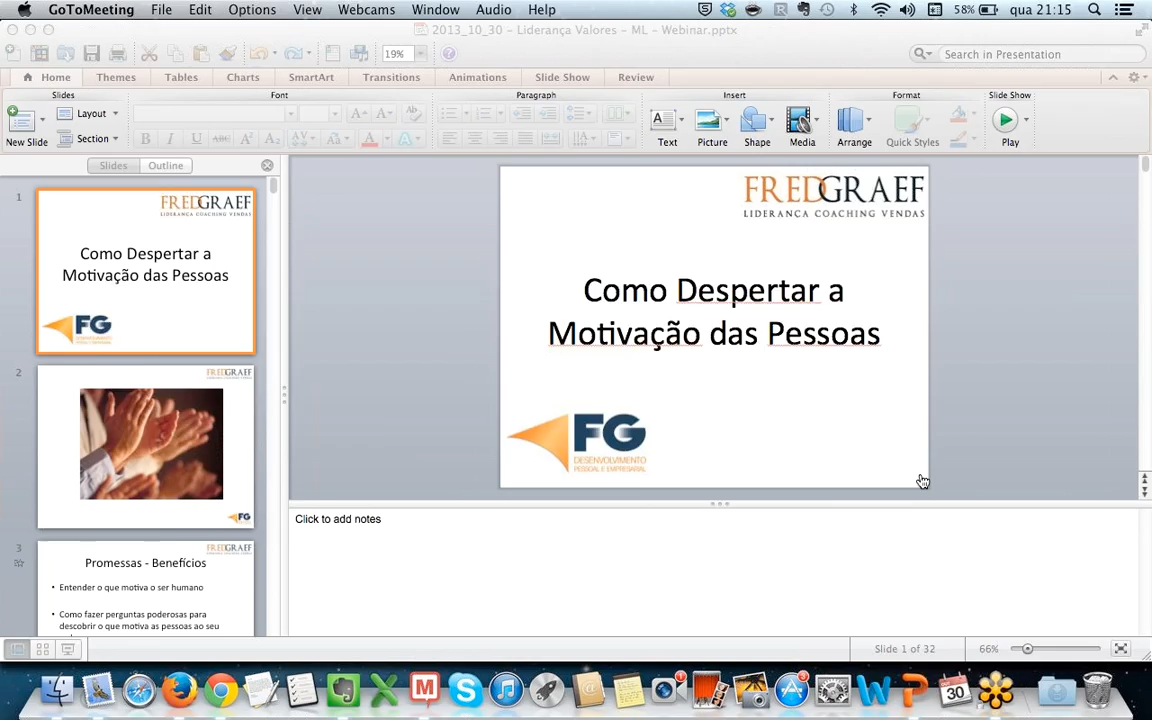 GoToMeeting File Edit Options View Webcams Window Audio Help 58% qua 21:15
2013_10_30 – Liderança Valores - ML - Webinar.pptx
19% Search in Presentation
Home Themes Tables Charts SmartArt Transitions Animations Slide Show Review
Slides Font Paragraph Insert Format Slide Show
Layout
Section
New Slide
B I U ABC
Text Picture Shape Media Arrange Quick Styles Play
Slides Outline
1
FREDGRAEF
LIDERANÇA COACHING VENDAS
Como Despertar a
Motivação das Pessoas
FG
2
FREDGRAEF
FG
3
FREDGRAEF
Promessas - Benefícios
• Entender o que motiva o ser humano
• Como fazer perguntas poderosas para
descobrir o que motiva as pessoas ao seu
FREDGRAEF
LIDERANÇA COACHING VENDAS
Como Despertar a
Motivação das Pessoas
FG
DESENVOLVIMENTO
PESSOAL E EMPRESARIAL
Click to add notes
Slide 1 of 32 66%
OUT
30